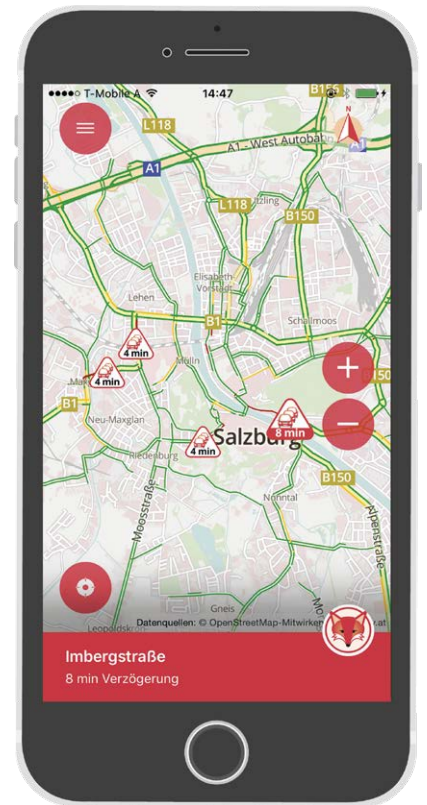 T-Mobile A
14:47
L118
N
A1 - West Autobahn
A1
L118
B150
Elisabeth
Vorstadt
Lehen
B1
Schallmoos
4 min
4 min
Mülln
B1
Neu-Maxglan
8 min
4 min
Salzburg
Riedenburg
B150
Nonntal
Moosstraße
Alpenstraße
Gneis
Datenquellen: © OpenStreetMap-Mitwirken
Imbergstraße
8 min Verzögerung